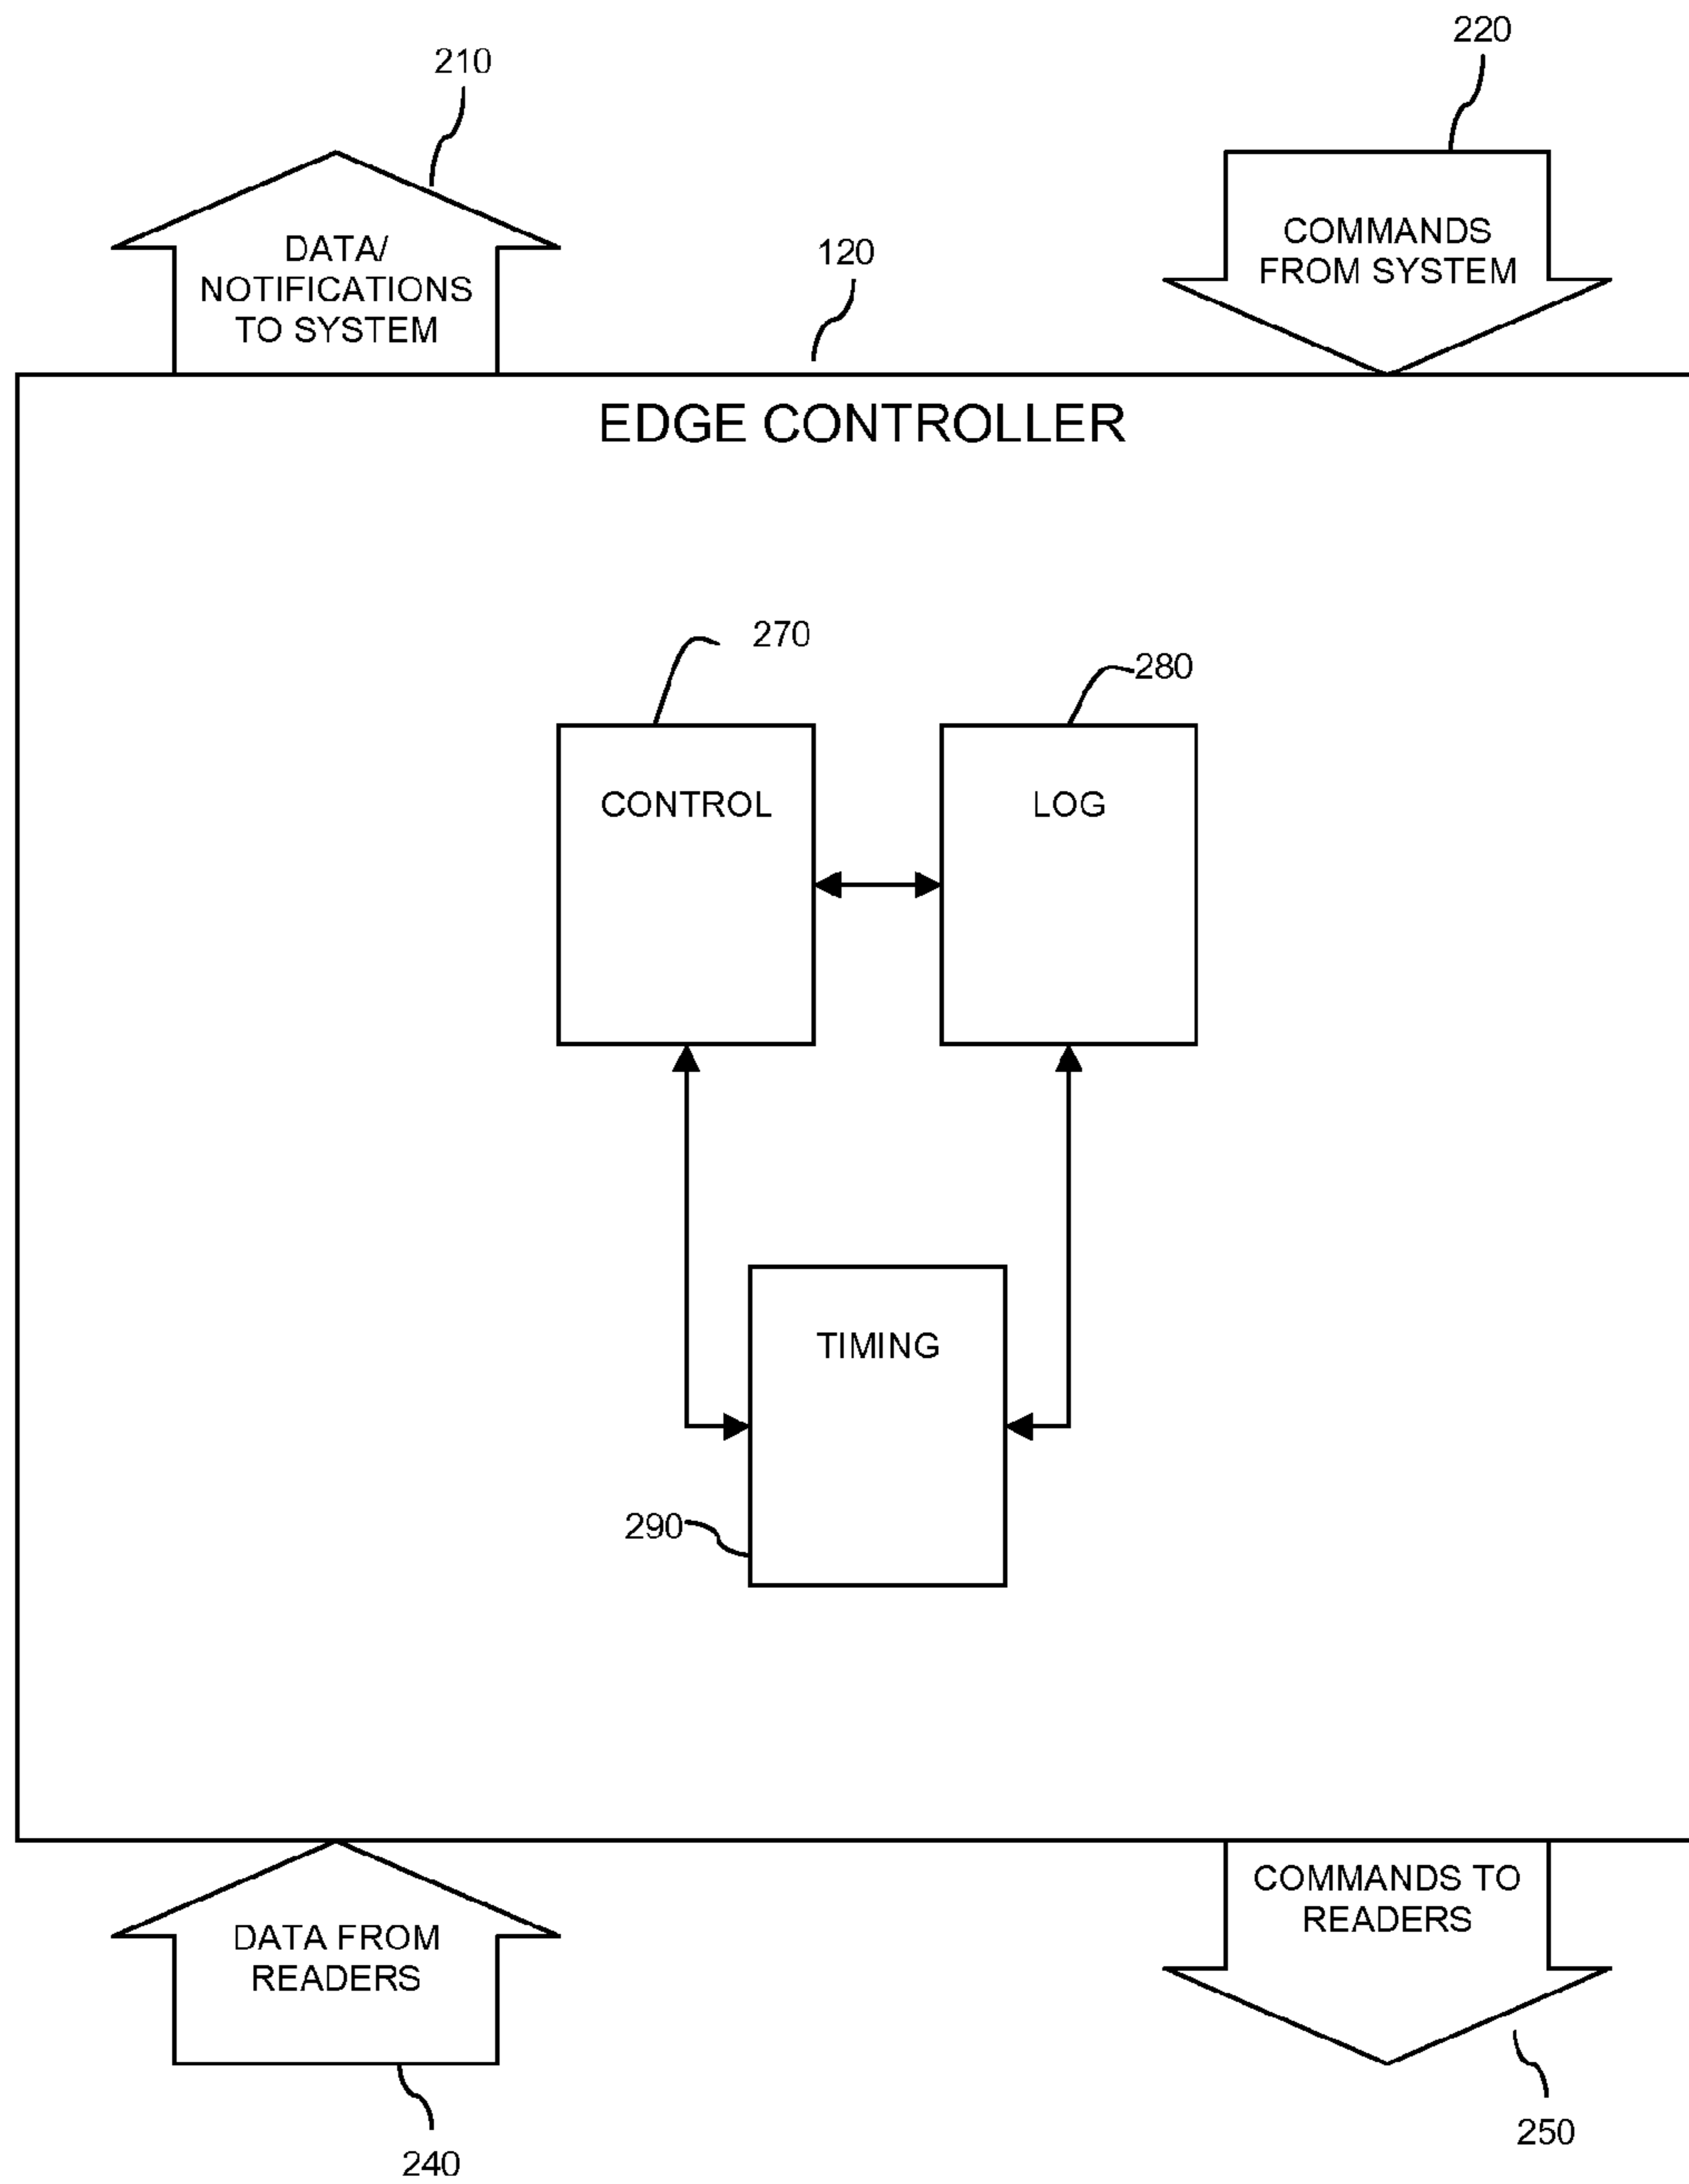 220
210
DATA/
NOTIFICATIONS
TO SYSTEM
120
COMMANDS
FROM SYSTEM
EDGE CONTROLLER
270
280
CONTROL
LOG
TIMING
290
DATA FROM
READERS
COMMANDS TO
READERS
240
250